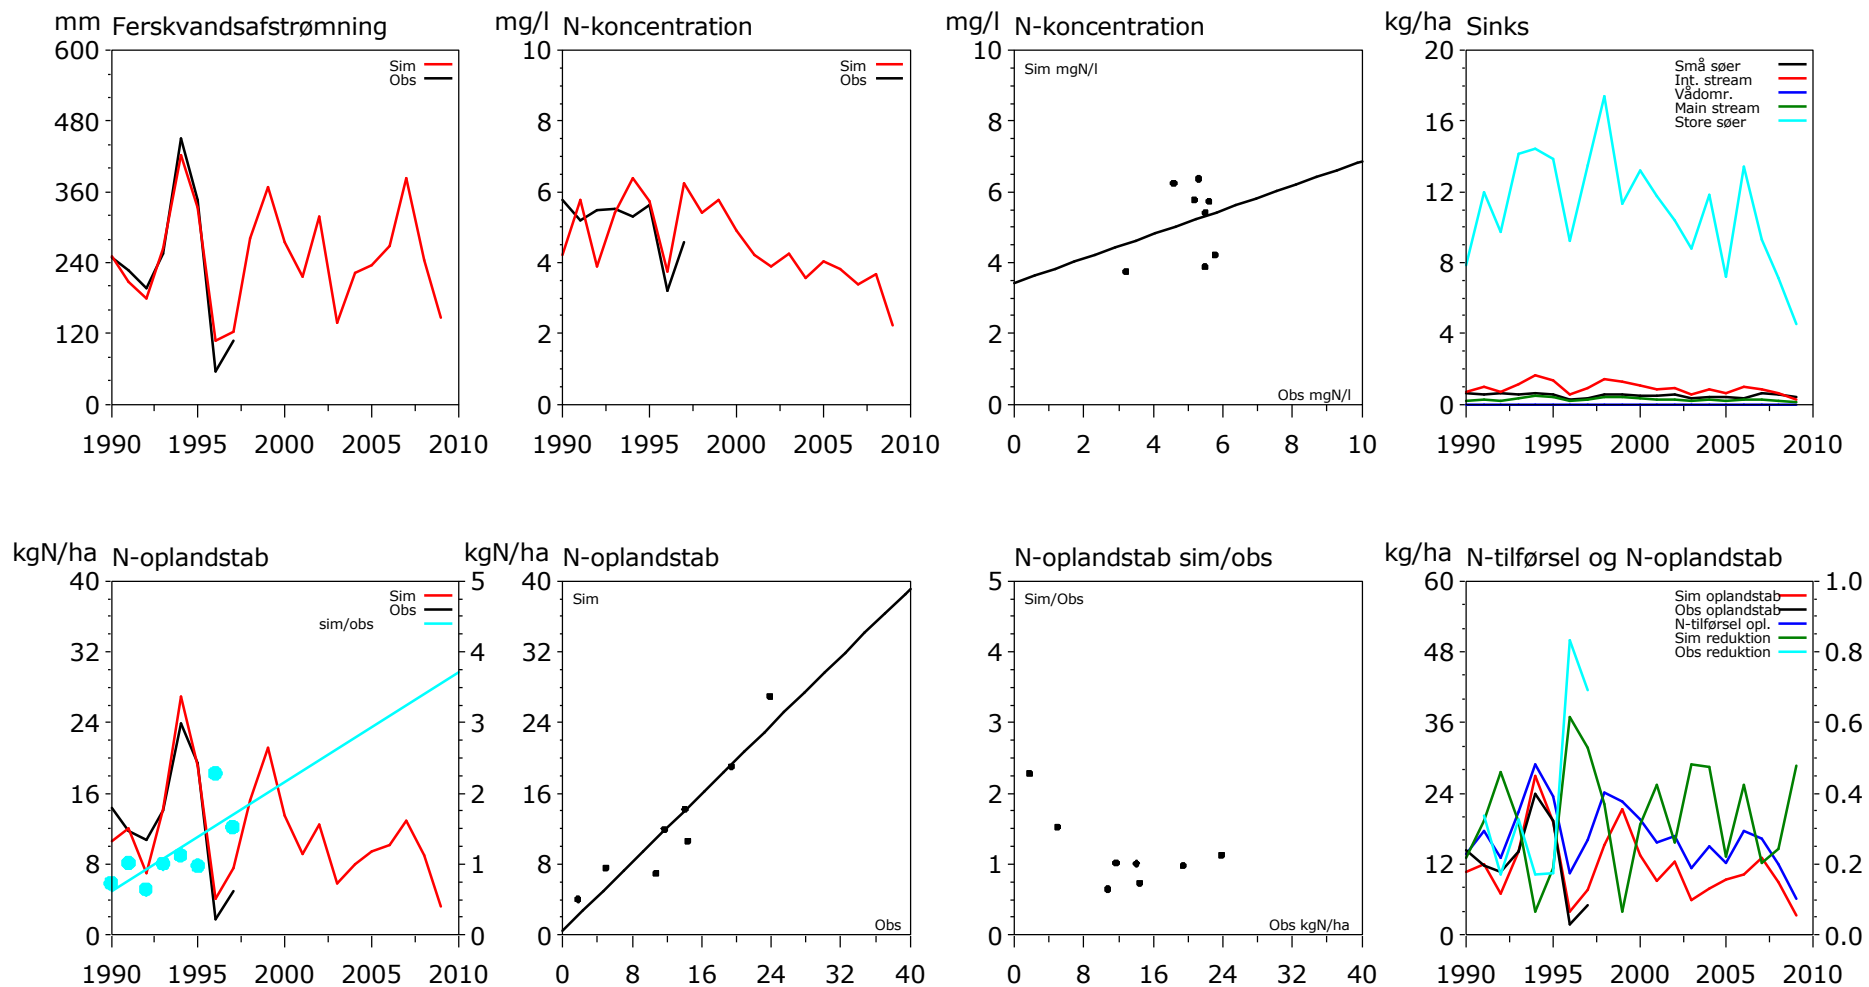 mm Ferskvandsafstrømning
600
480
360
240
120
0
Sim
Obs
1990 1995 2000 2005 2010
mg/l N-koncentration
10
8
6
4
2
0
Sim
Obs
1990 1995 2000 2005 2010
mg/l N-koncentration
10
8
6
4
2
0
Sim mgN/l
Obs mgN/l
0 2 4 6 8 10
kg/ha Sinks
20
16
12
8
4
0
Små søer
Int. stream
Vådomr.
Main stream
Store søer
1990 1995 2000 2005 2010
kgN/ha N-oplandstab
40
32
24
16
8
0
Sim
Obs
sim/obs
5
4
3
2
1
0
1990 1995 2000 2005 2010
kgN/ha N-oplandstab
40
32
24
16
8
0
Sim
Obs
0 8 16 24 32 40
N-oplandstab sim/obs
5
4
3
2
1
0
Sim/Obs
Obs kgN/ha
0 8 16 24 32 40
kg/ha N-tilførsel og N-oplandstab
60
48
36
24
12
0
Sim oplandstab
Obs oplandstab
N-tilførsel opl.
Sim reduktion
Obs reduktion
1.0
0.8
0.6
0.4
0.2
0.0
1990 1995 2000 2005 2010